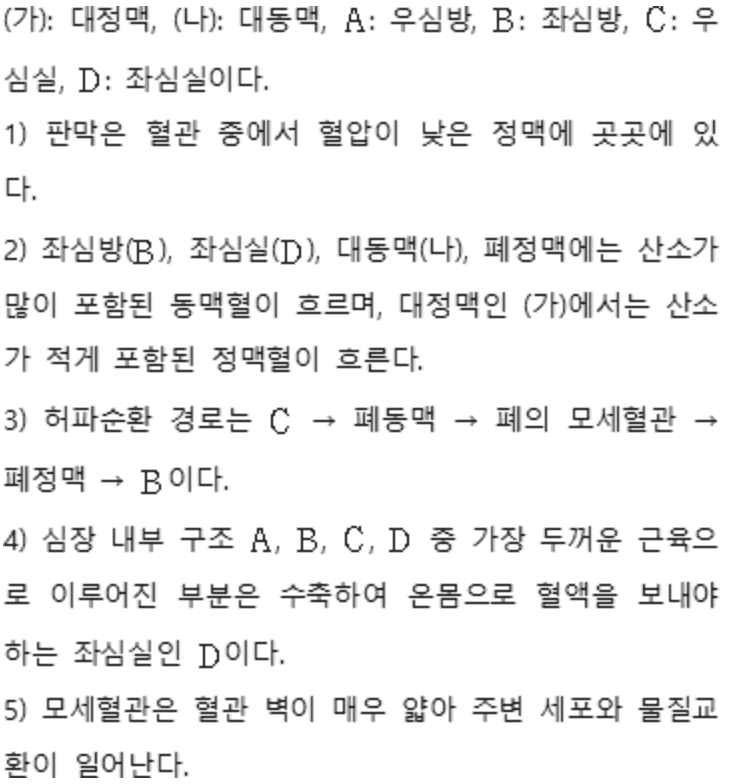 (가): 대정맥, (나): 대동맥, A: 우심방, B: 좌심방, C: 우
심실, D: 좌심실이다.
1) 판막은 혈관 중에서 혈압이 낮은 정맥에 곳곳에 있
다.
2) 좌심방(B), 좌심실(D), 대동맥(나), 폐정맥에는 산소가
많이 포함된 동맥혈이 흐르며, 대정맥인 (가)에서는 산소
가 적게 포함된 정맥혈이 흐른다.
3) 허파순환 경로는 C → 폐동맥 → 폐의 모세혈관 →
폐정맥 → B이다.
4) 심장 내부 구조 A, B, C, D 중 가장 두꺼운 근육으
로 이루어진 부분은 수축하여 온몸으로 혈액을 보내야
하는 좌심실인 D이다.
5) 모세혈관은 혈관 벽이 매우 얇아 주변 세포와 물질교
환이 일어난다.